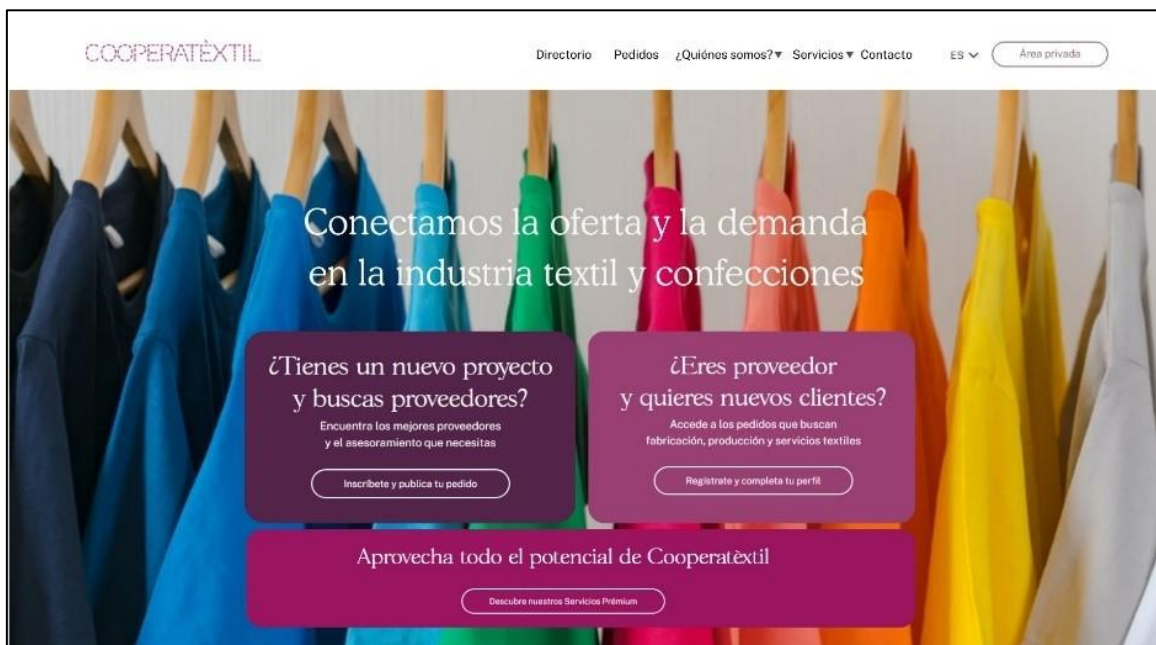 COOPERATÈXTIL
Directorio Pedidos ¿Quiénes somos?▼ Servicios▼ Contacto ES Área privada
Conectamos la oferta y la demanda
en la industria textil y confecciones
¿Tienes un nuevo proyecto
y buscas proveedores?
Encuentra los mejores proveedores
y el asesoramiento que necesitas
Inscríbete y publica tu pedido
¿Eres proveedor
y quieres nuevos clientes?
Accede a los pedidos que buscan
fabricación, producción y servicios textiles
Regístrate y completa tu perfil
Aprovecha todo el potencial de Cooperatèxtil
Descubre nuestros Servicios Prémium